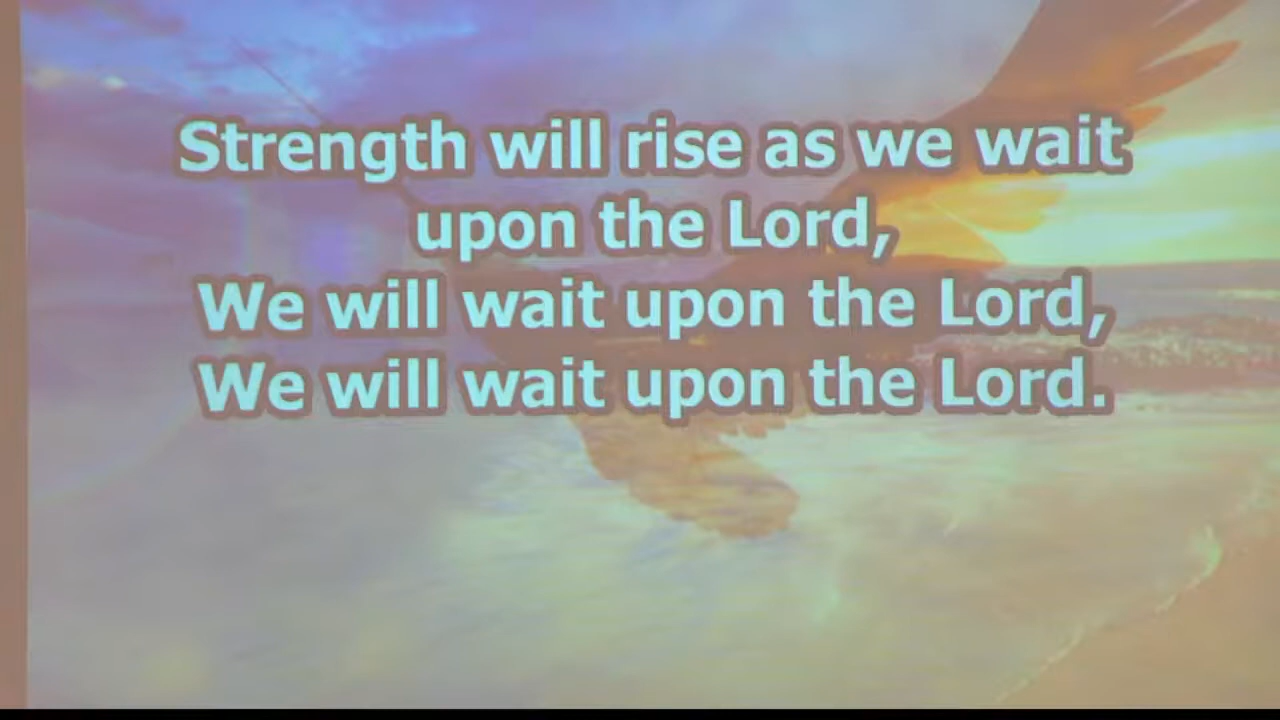 Strength will rise as we wait
upon the Lord,
We will wait upon the Lord,
We will wait upon the Lord.